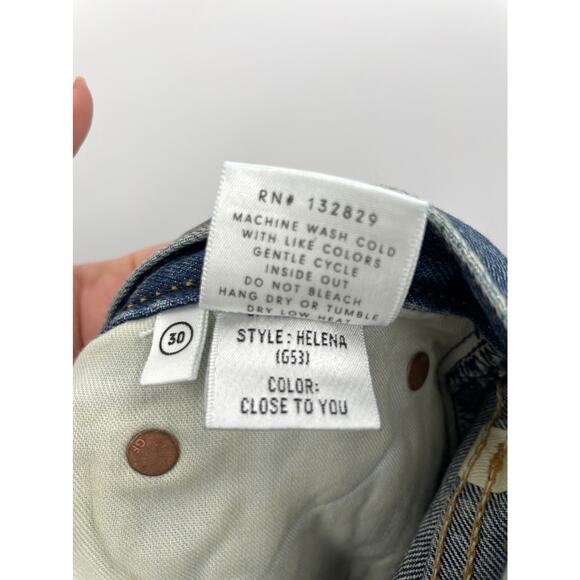 RN# 132829
MACHINE WASH COLD
WITH LIKE COLORS
GENTLE CYCLE
INSIDE OUT
DO NOT BLEACH
HANG DRY OR TUMBLE
DRY LOW HEAT
30
STYLE: HELENA
(G53)
COLOR:
CLOSE TO YOU
GF